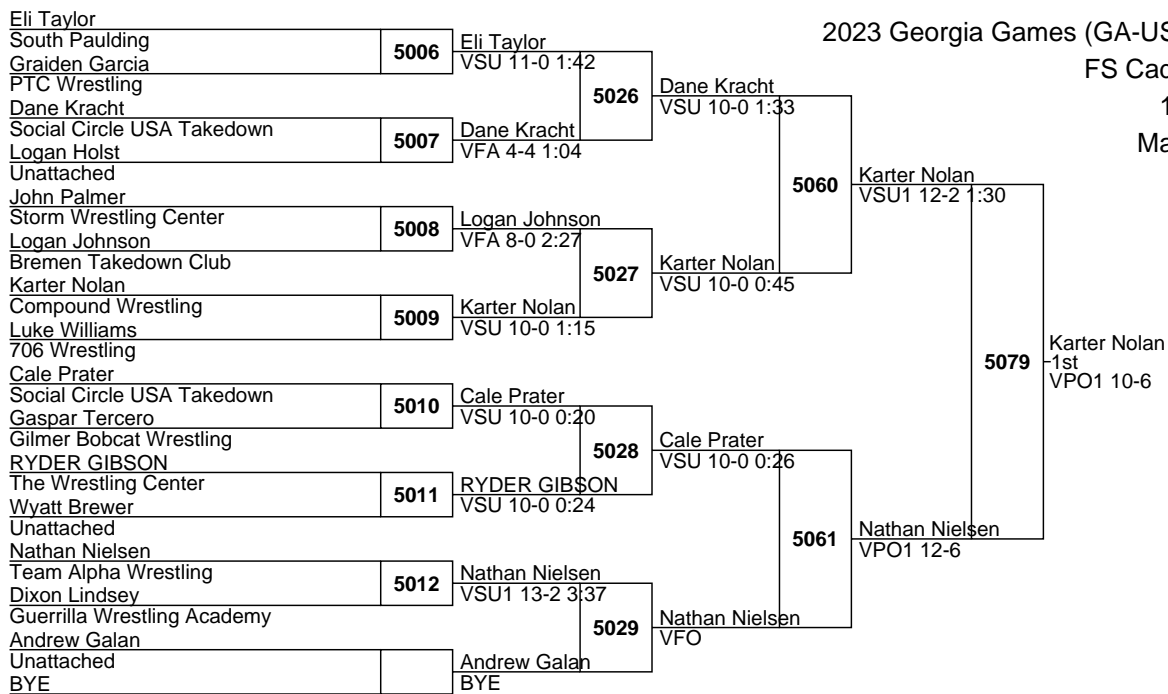 2023 Georgia Games (GA-US
FS Cac
1
Ma
Eli Taylor
South Paulding
Graiden Garcia
PTC Wrestling
Dane Kracht
Social Circle USA Takedown
Logan Holst
Unattached
John Palmer
Storm Wrestling Center
Logan Johnson
Bremen Takedown Club
Karter Nolan
Compound Wrestling
Luke Williams
706 Wrestling
Cale Prater
Social Circle USA Takedown
Gaspar Tercero
Gilmer Bobcat Wrestling
RYDER GIBSON
The Wrestling Center
Wyatt Brewer
Unattached
Nathan Nielsen
Team Alpha Wrestling
Dixon Lindsey
Guerrilla Wrestling Academy
Andrew Galan
Unattached
BYE
5006
5007
5008
5009
5010
5011
5012
Eli Taylor
VSU 11-0 1:42
Dane Kracht
VFA 4-4 1:04
Logan Johnson
VFA 8-0 2:27
Karter Nolan
VSU 10-0 1:15
Cale Prater
VSU 10-0 0:20
RYDER GIBSON
VSU 10-0 0:24
Nathan Nielsen
VSU1 13-2 3:37
Andrew Galan
BYE
5026
5027
5028
5029
Dane Kracht
VSU 10-0 1:33
Karter Nolan
VSU 10-0 0:45
Cale Prater
VSU 10-0 0:26
Nathan Nielsen
VFO
5060
5061
Karter Nolan
VSU1 12-2 1:30
Nathan Nielsen
VPO1 12-6
5079
Karter Nolan
1st
VPO1 10-6